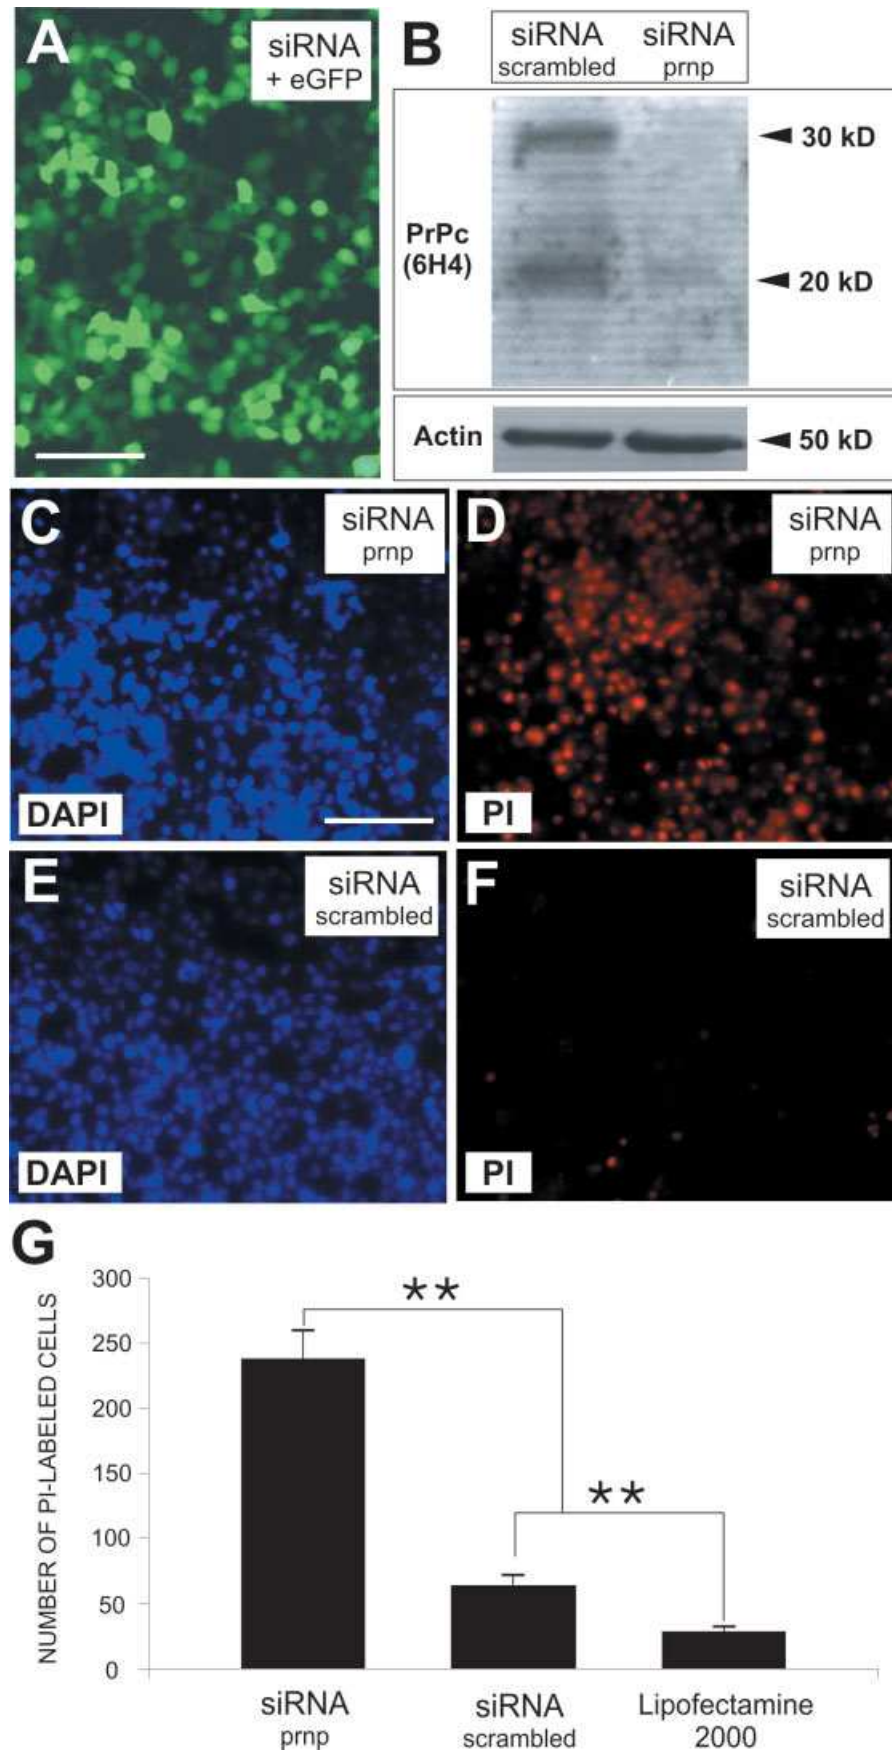 A
siRNA
+ eGFP
B
siRNA siRNA
scrambled prnp
PrPc
(6H4)
30 kD
20 kD
Actin
50 kD
C
siRNA
prnp
DAPI
D
siRNA
prnp
PI
E
siRNA
scrambled
DAPI
F
siRNA
scrambled
PI
G
NUMBER OF PI-LABELED CELLS
300
250
200
150
100
50
0
**
**
siRNA
prnp
siRNA
scrambled
Lipofectamine
2000